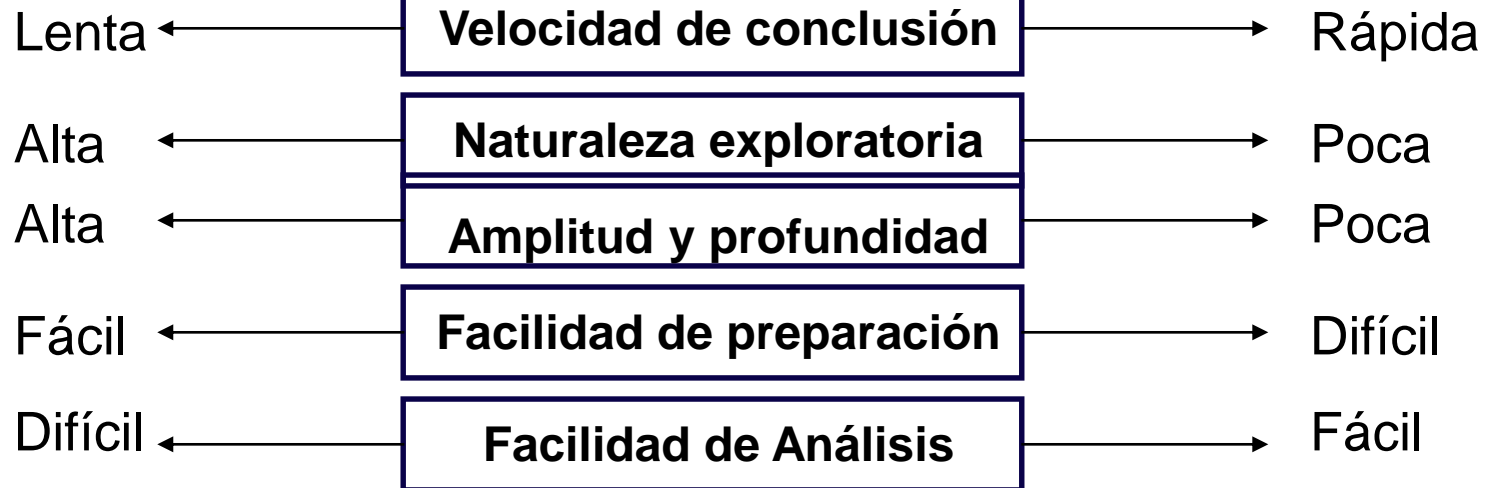 Lenta Velocidad de conclusión Rápida
Alta Naturaleza exploratoria Poca
Alta Amplitud y profundidad Poca
Fácil Facilidad de preparación Difícil
Difícil Facilidad de Análisis Fácil